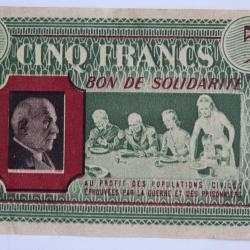 CINQ FRANCS
BON DE SOLIDARITÉ
AU PROFIT DES POPULATIONS CIVILES
ÉPROUVÉES PAR LA GUERRE ET DES PRISONNIERS